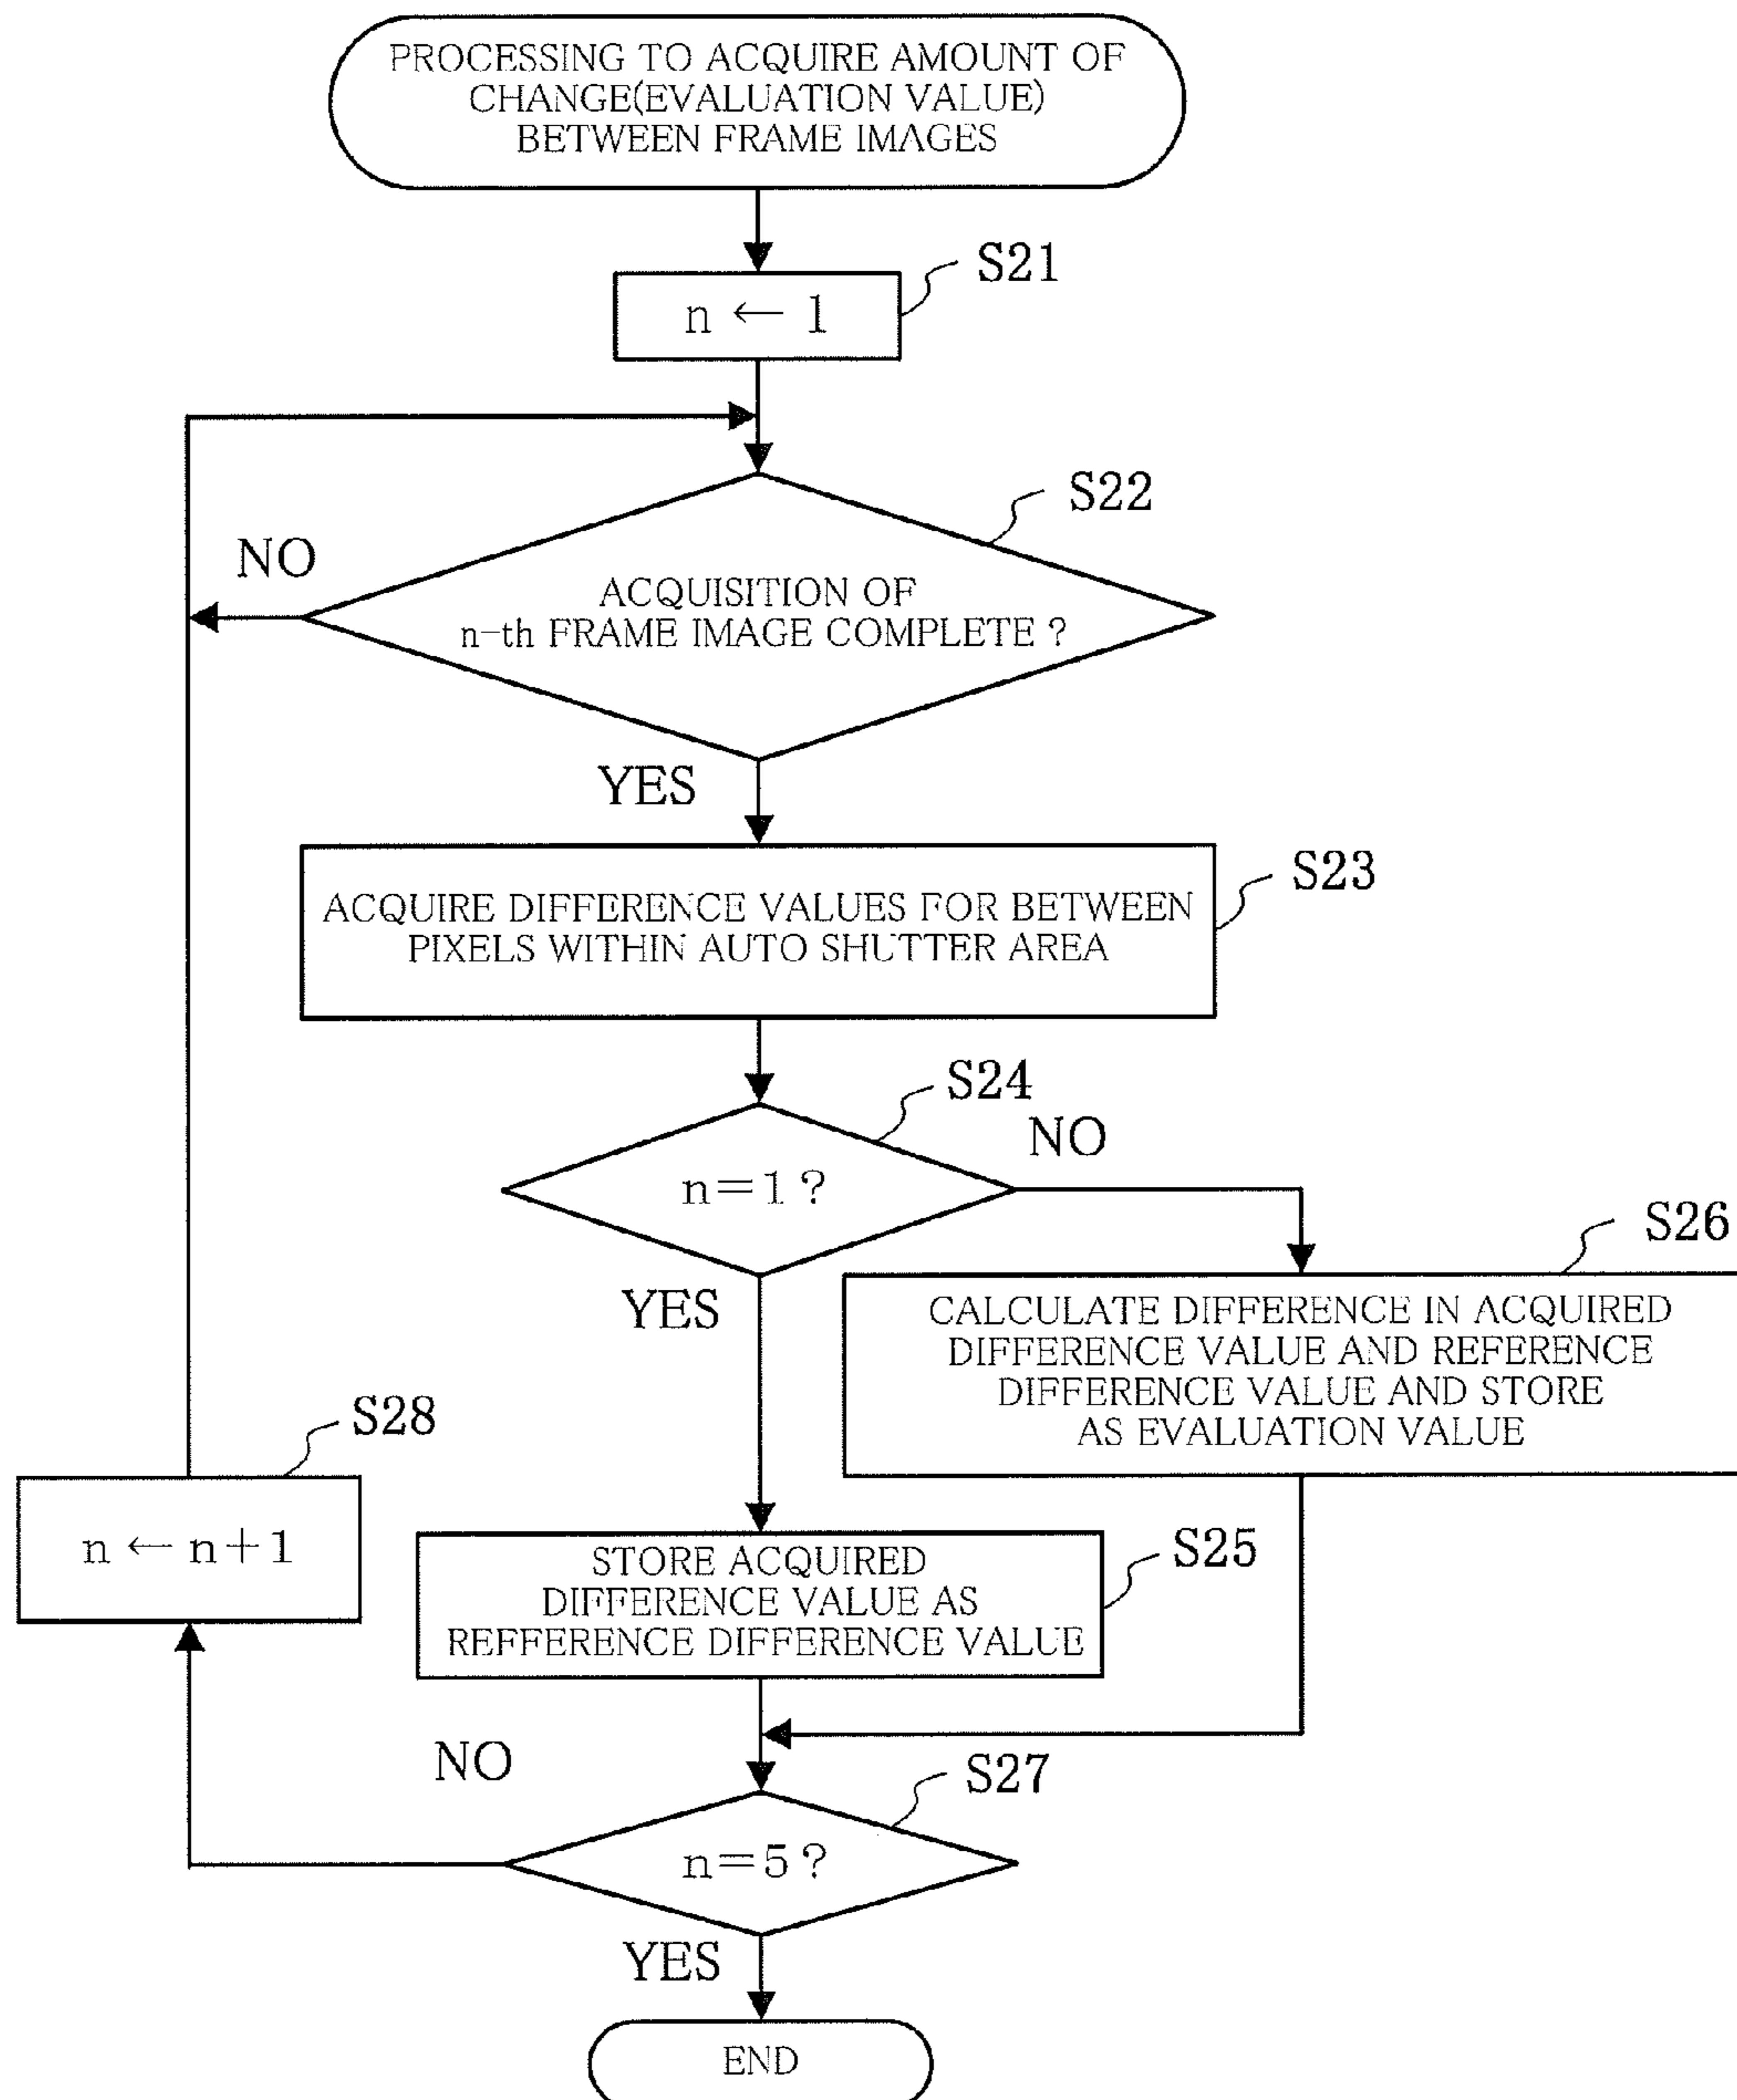 PROCESSING TO ACQUIRE AMOUNT OF
CHANGE(EVALUATION VALUE)
BETWEEN FRAME IMAGES
S21
n ← 1
S22
NO
ACQUISITION OF
n-th FRAME IMAGE COMPLETE ?
YES
S23
ACQUIRE DIFFERENCE VALUES FOR BETWEEN
PIXELS WITHIN AUTO SHUTTER AREA
S24
NO
n=1 ?
S26
YES
CALCULATE DIFFERENCE IN ACQUIRED
DIFFERENCE VALUE AND REFERENCE
DIFFERENCE VALUE AND STORE
AS EVALUATION VALUE
S28
n ← n+1
S25
STORE ACQUIRED
DIFFERENCE VALUE AS
REFFERENCE DIFFERENCE VALUE
NO
S27
n=5 ?
YES
END